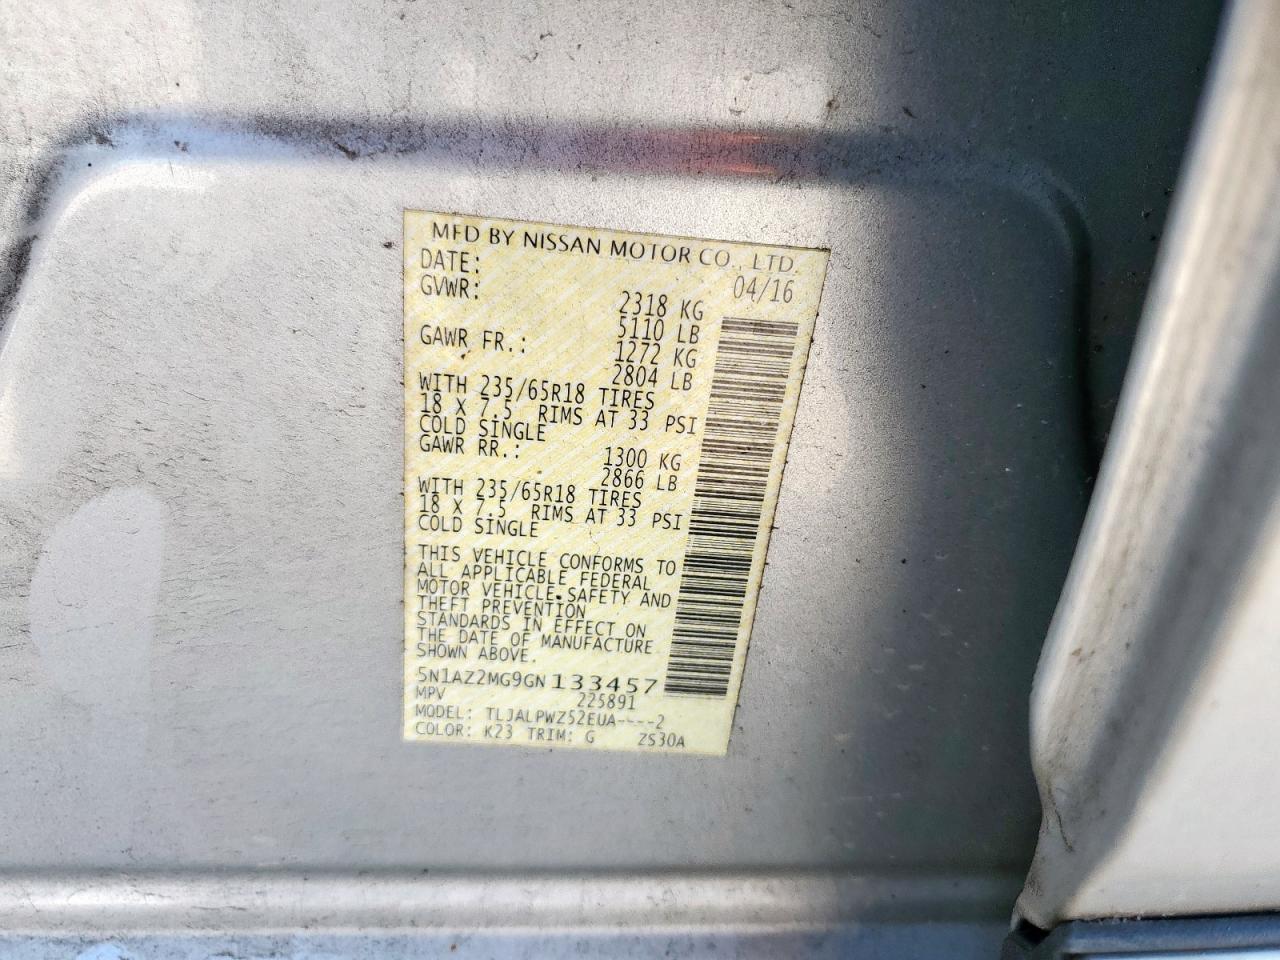 MFD BY NISSAN MOTOR CO., LTD.
DATE: 04/16
GVWR: 2318 KG
5110 LB
GAWR FR.: 1272 KG
2804 LB
WITH 235/65R18 TIRES
18 X 7.5 RIMS AT 33 PSI
COLD SINGLE
GAWR RR.: 1300 KG
2866 LB
WITH 235/65R18 TIRES
18 X 7.5 RIMS AT 33 PSI
COLD SINGLE
THIS VEHICLE CONFORMS TO
ALL APPLICABLE FEDERAL
MOTOR VEHICLE SAFETY AND
THEFT PREVENTION
STANDARDS IN EFFECT ON
THE DATE OF MANUFACTURE
SHOWN ABOVE.
5N1AZ2MG9GN133457
MPV 225891
MODEL: TLJALPWZ52EUA----2
COLOR: K23 TRIM: G ZS30A